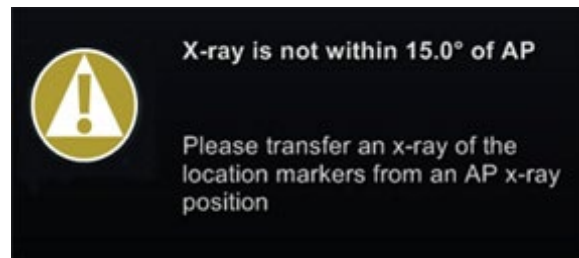 X-ray is not within 15.0° of AP
Please transfer an x-ray of the
location markers from an AP x-ray
position